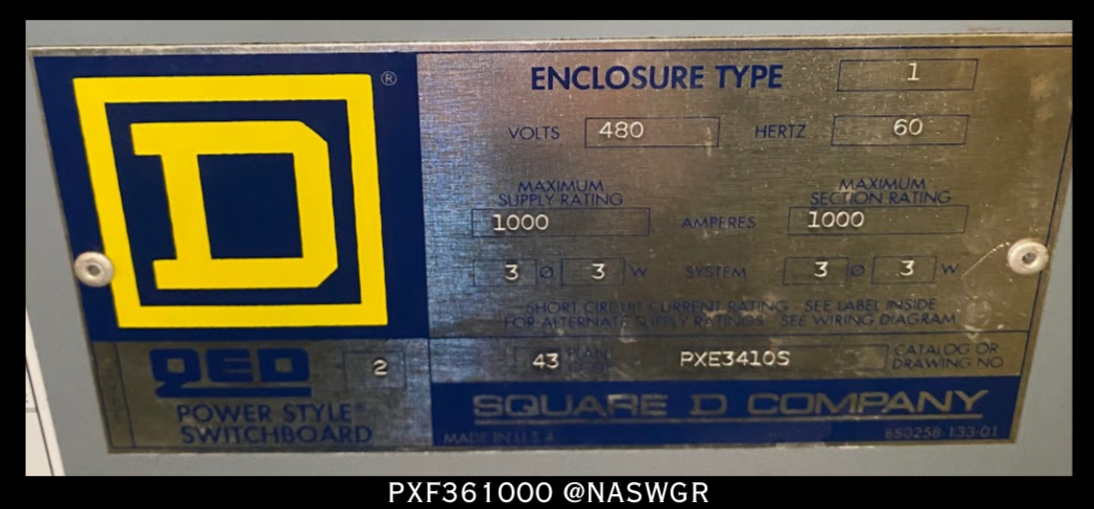 D ®
ENCLOSURE TYPE 1
VOLTS 480 HERTZ 60
MAXIMUM SUPPLY RATING
MAXIMUM SECTION RATING
1000 AMPERES 1000
3 Ø 3 W SYSTEM 3 Ø 3 W
SHORT CIRCUIT CURRENT RATING - SEE LABEL INSIDE
FOR ALTERNATE SUPPLY RATINGS - SEE WIRING DIAGRAM
QED 2
43 PLAN PXE3410S CATALOG OR
DRAWING NO
POWER STYLE®
SWITCHBOARD
SQUARE D COMPANY
MADE IN U.S.A. 880258-133-01
PXF361000 @NASWGR